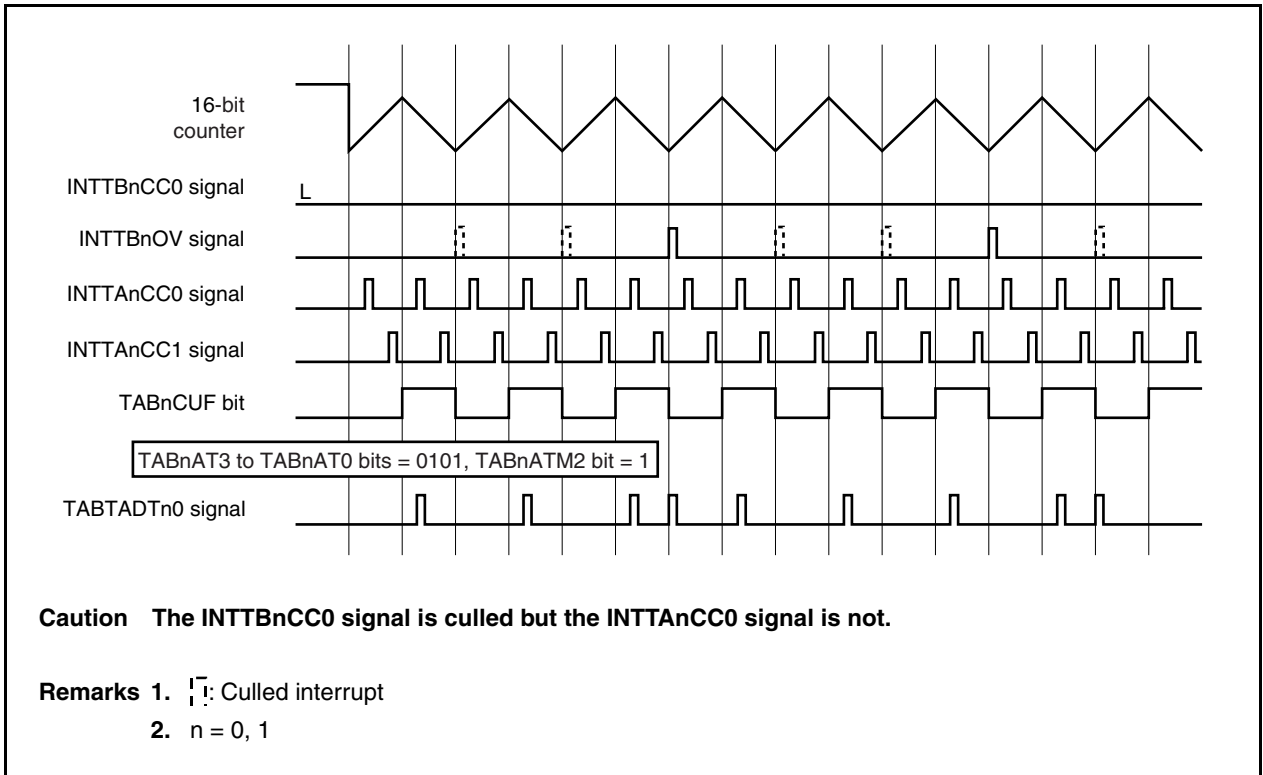 16-bit
counter
INTTBnCC0 signal
L
INTTBnOV signal
INTTAnCC0 signal
INTTAnCC1 signal
TABnCUF bit
TABnAT3 to TABnAT0 bits = 0101, TABnATM2 bit = 1
TABTADTn0 signal
Caution The INTTBnCC0 signal is culled but the INTTAnCC0 signal is not.
Remarks 1. : Culled interrupt
2. n = 0, 1